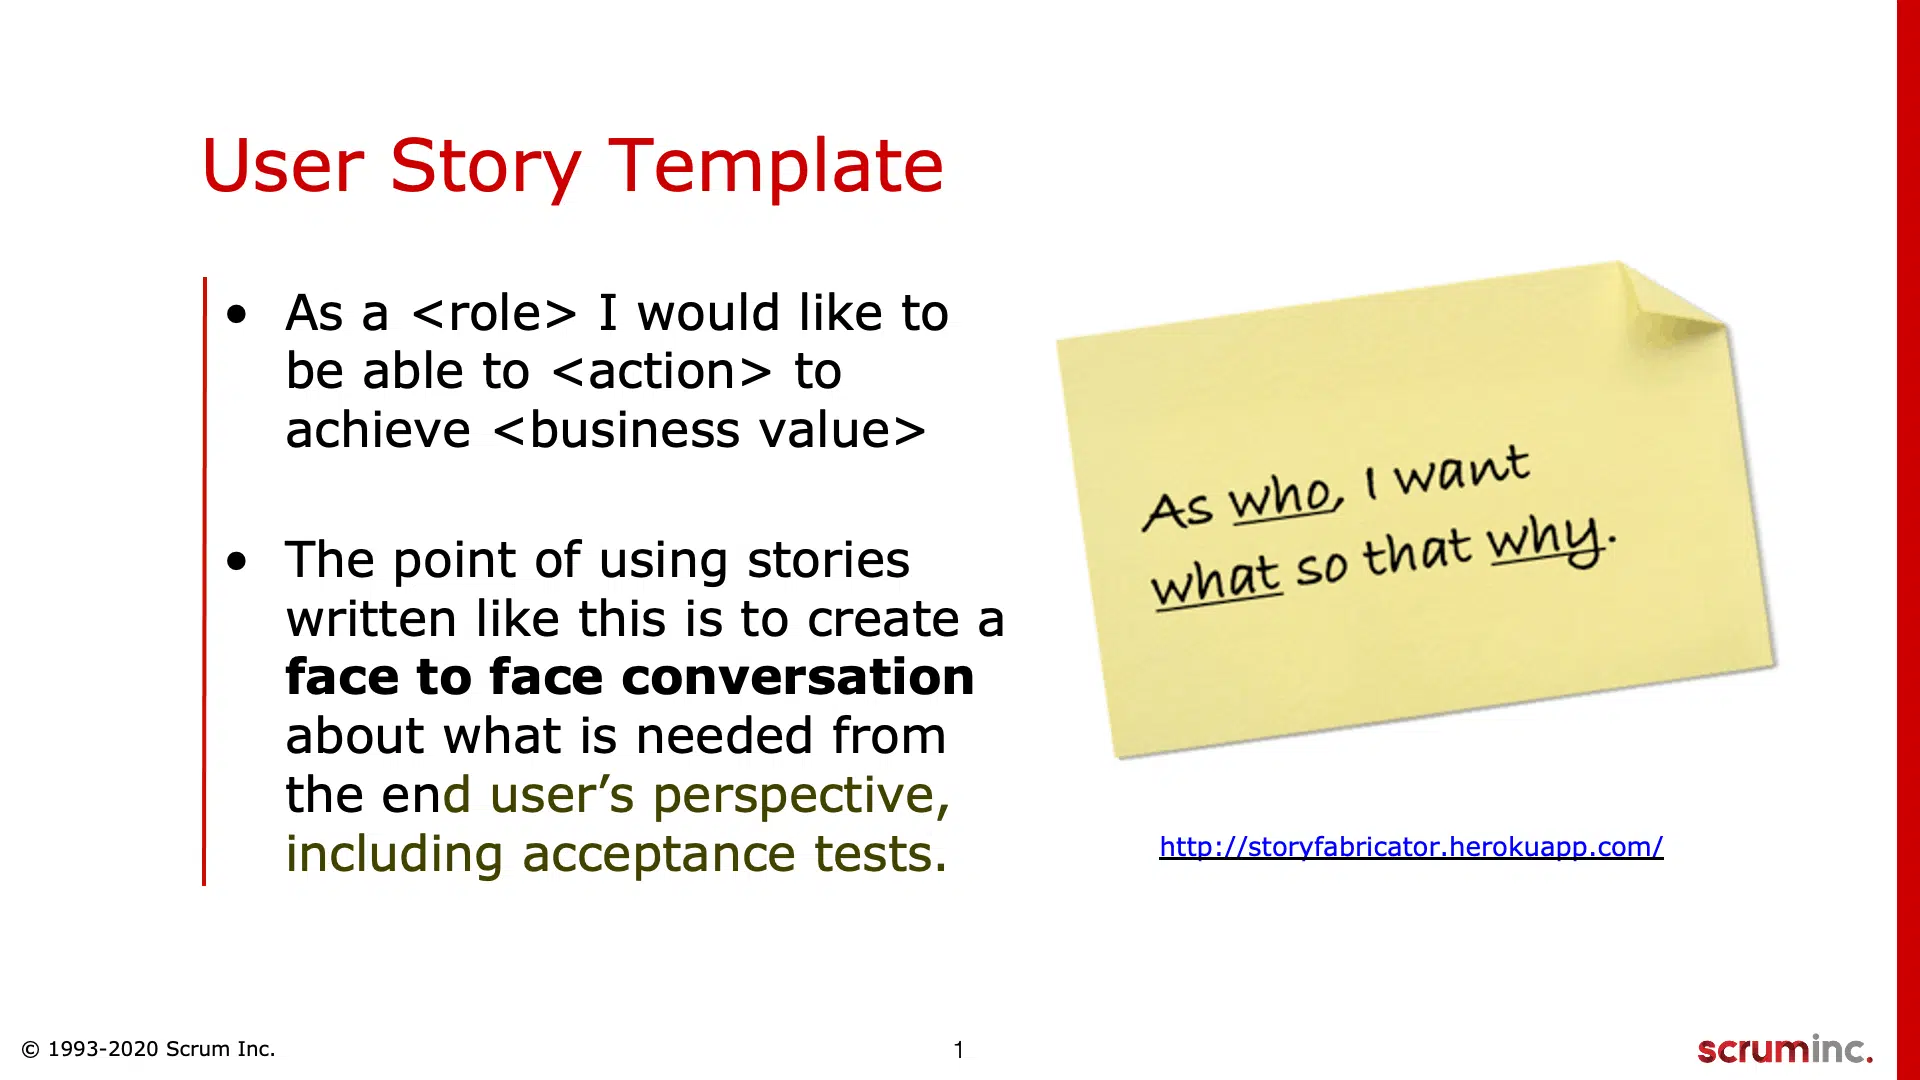 User Story Template
• As a <role> I would like to
be able to <action> to
achieve <business value>
• The point of using stories
written like this is to create a
face to face conversation
about what is needed from
the end user’s perspective,
including acceptance tests.
As who, I want
what so that why.
http://storyfabricator.herokuapp.com/
© 1993-2020 Scrum Inc.
1
scruminc.